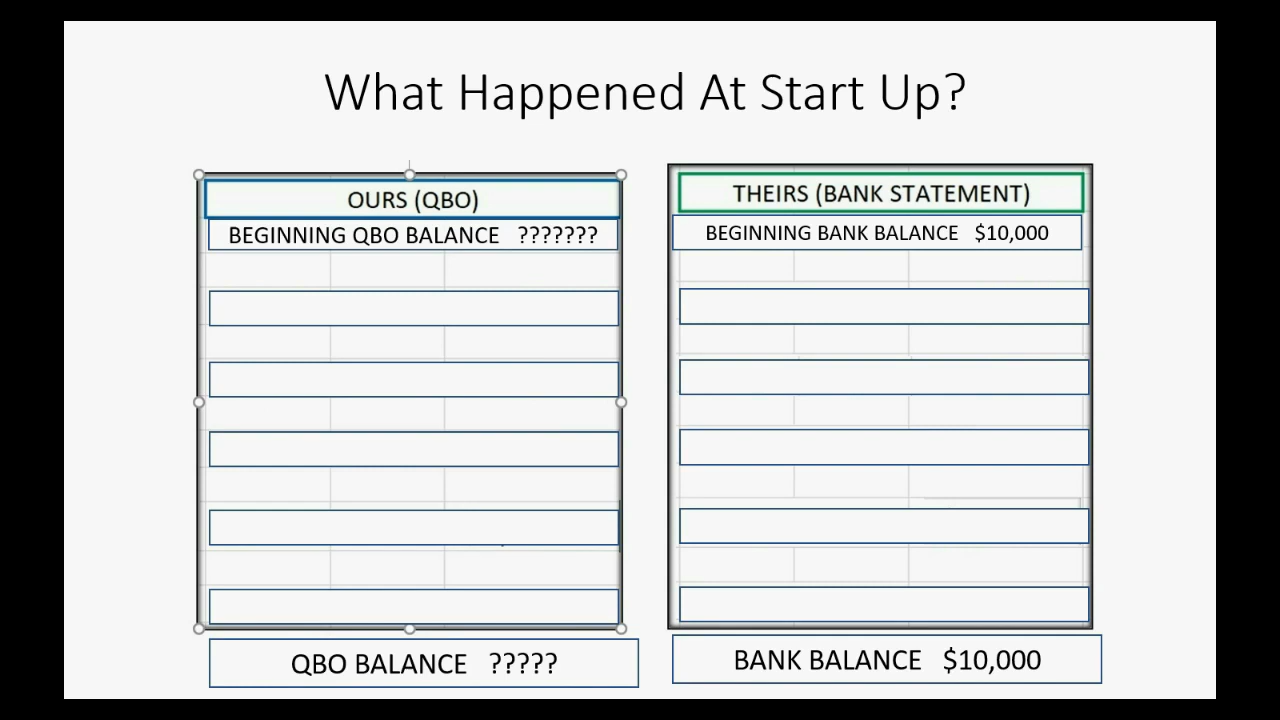 What Happened At Start Up?
OURS (QBO)
BEGINNING QBO BALANCE ???????
QBO BALANCE ?????
THEIRS (BANK STATEMENT)
BEGINNING BANK BALANCE $10,000
BANK BALANCE $10,000